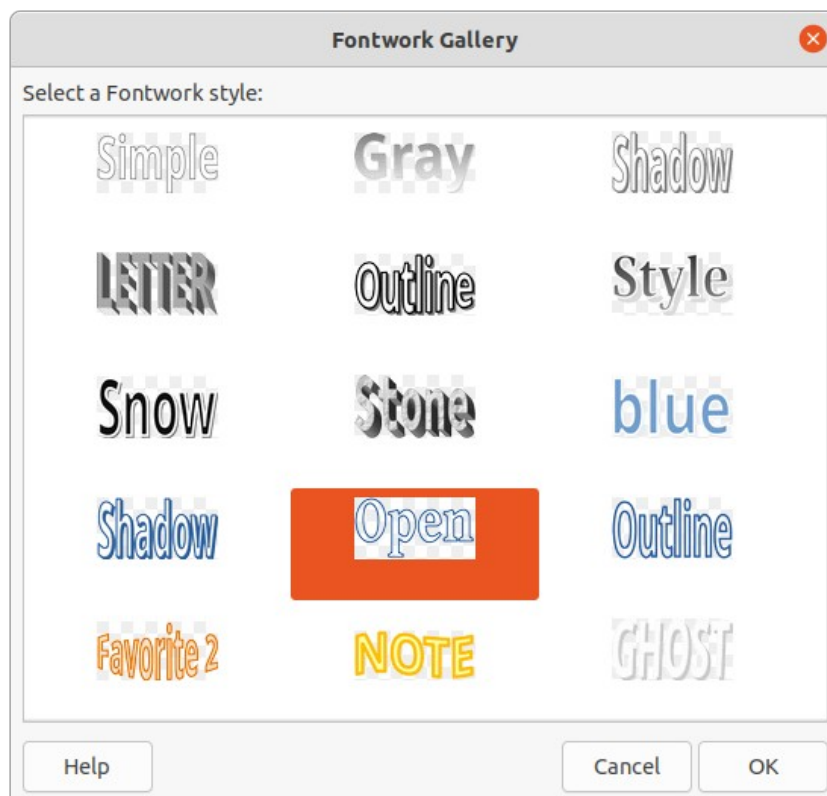 Fontwork Gallery
Select a Fontwork style:
Simple Gray Shadow
LETTER Outline Style
Snow Stone blue
Shadow Open Outline
Favorite 2 NOTE GHOST
Help Cancel OK